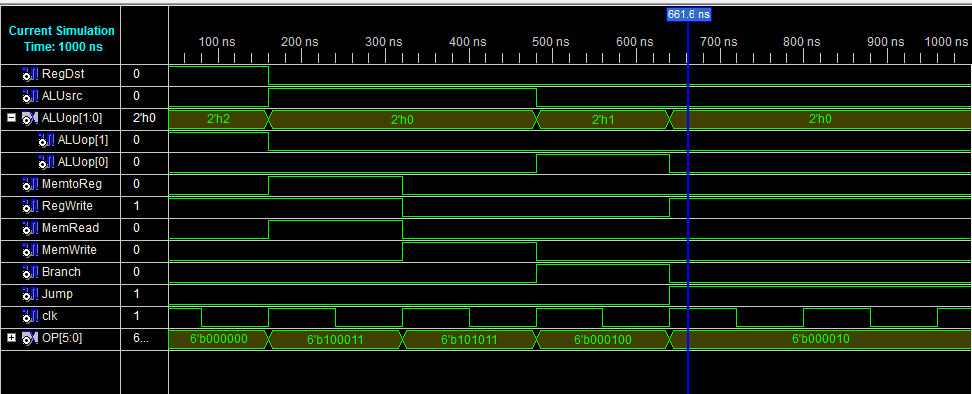 661.6 ns
Current Simulation
Time: 1000 ns
100 ns 200 ns 300 ns 400 ns 500 ns 600 ns 700 ns 800 ns 900 ns 1000 ns
RegDst 0
ALUsrc 0
ALUop[1:0] 2'h0 2'h2 2'h0 2'h1 2'h0
ALUop[1] 0
ALUop[0] 0
MemtoReg 0
RegWrite 1
MemRead 0
MemWrite 0
Branch 0
Jump 1
clk 1
OP[5:0] 6... 6'b000000 6'b100011 6'b101011 6'b000100 6'b000010